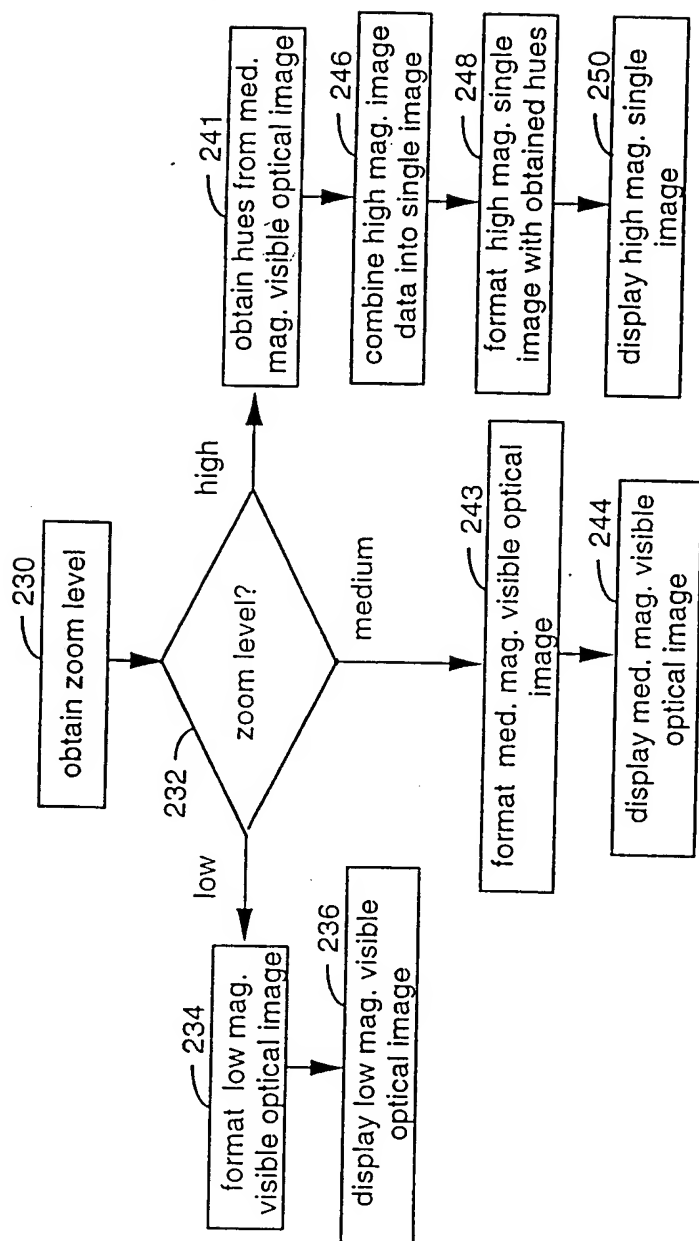 230
obtain zoom level
232
zoom level?
low
medium
high
234
format low mag.
visible optical image
236
display low mag. visible
optical image
243
format med. mag. visible optical
image
244
display med. mag. visible
optical image
241
obtain hues from med.
mag. visible optical image
246
combine high mag. image
data into single image
248
format high mag. single
image with obtained hues
250
display high mag. single
image